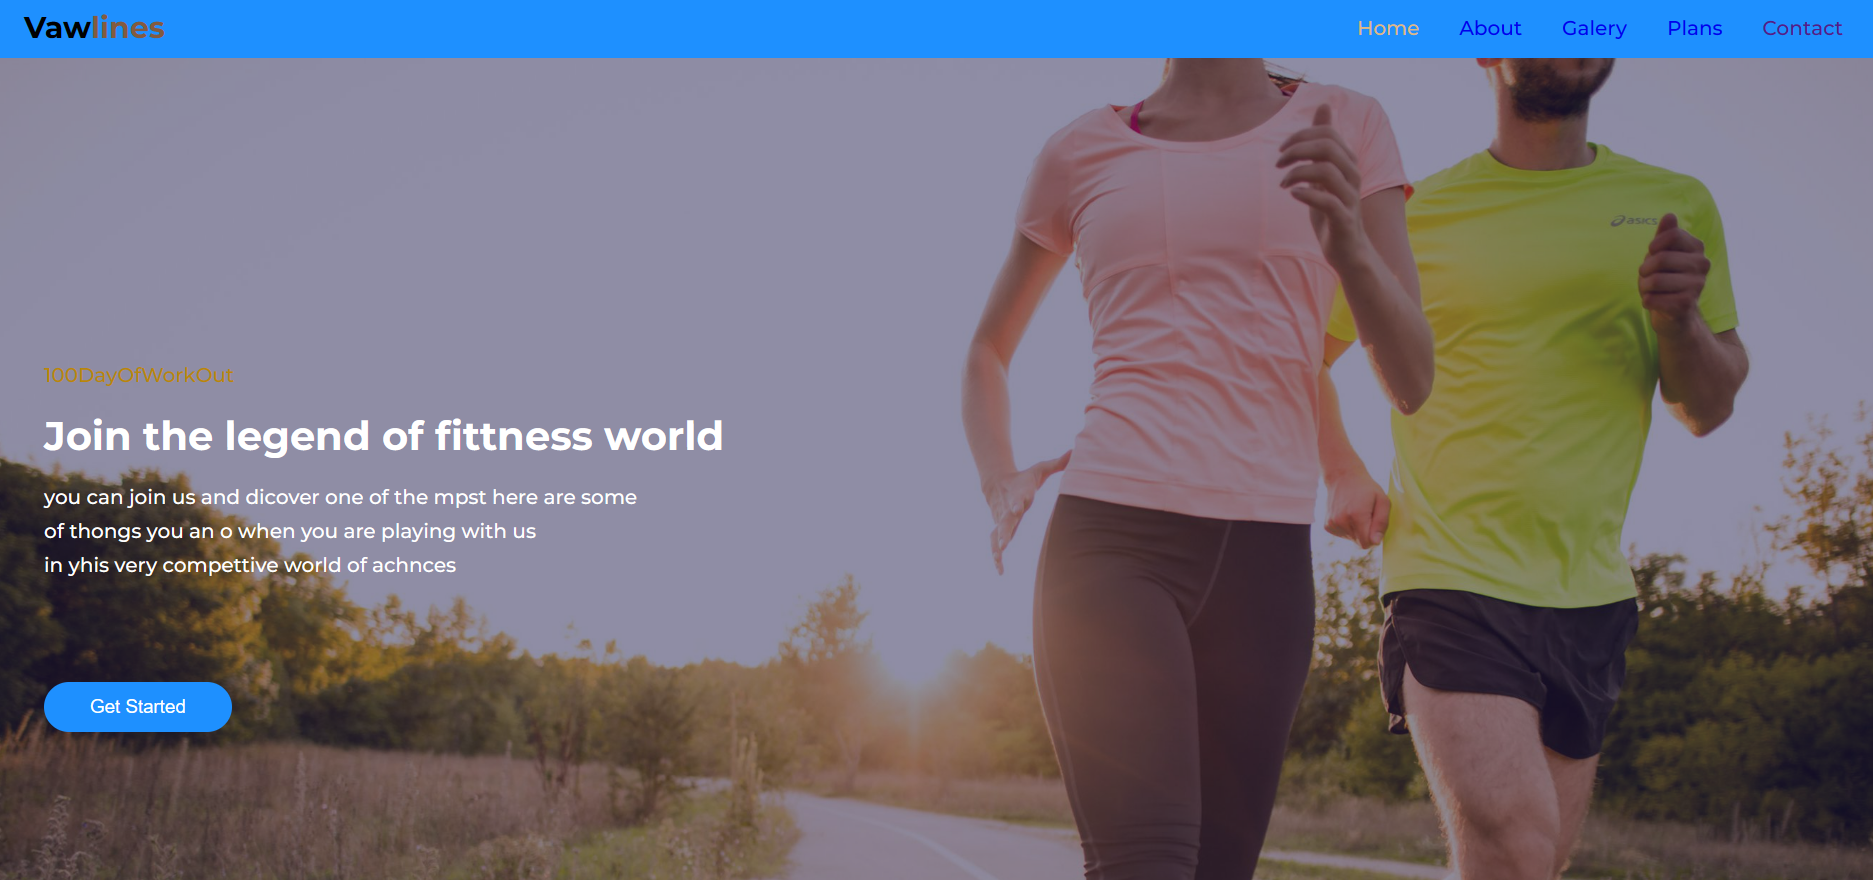 Vawlines
Home About Galery Plans Contact
asics
100DayOfWorkOut
Join the legend of fittness world
you can join us and dicover one of the mpst here are some
of thongs you an o when you are playing with us
in yhis very compettive world of achnces
Get Started